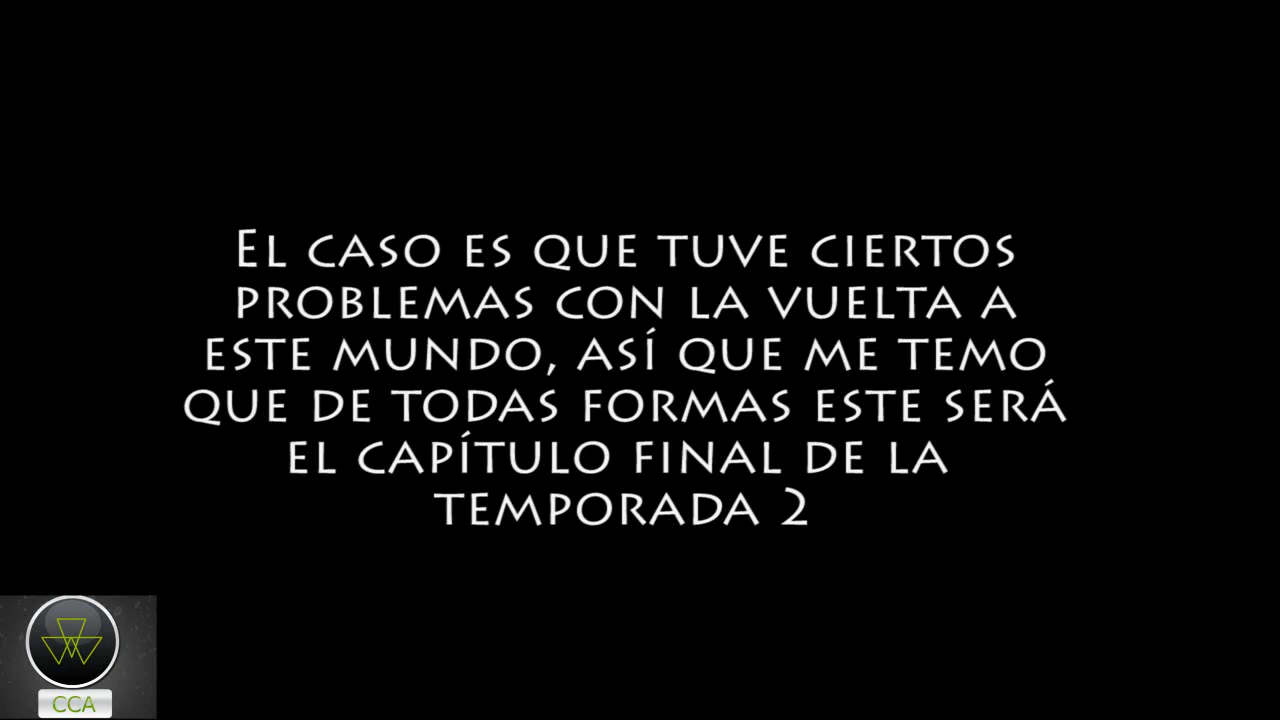 El caso es que tuve ciertos
problemas con la vuelta a
este mundo, así que me temo
que de todas formas este será
el capítulo final de la
temporada 2
CCA